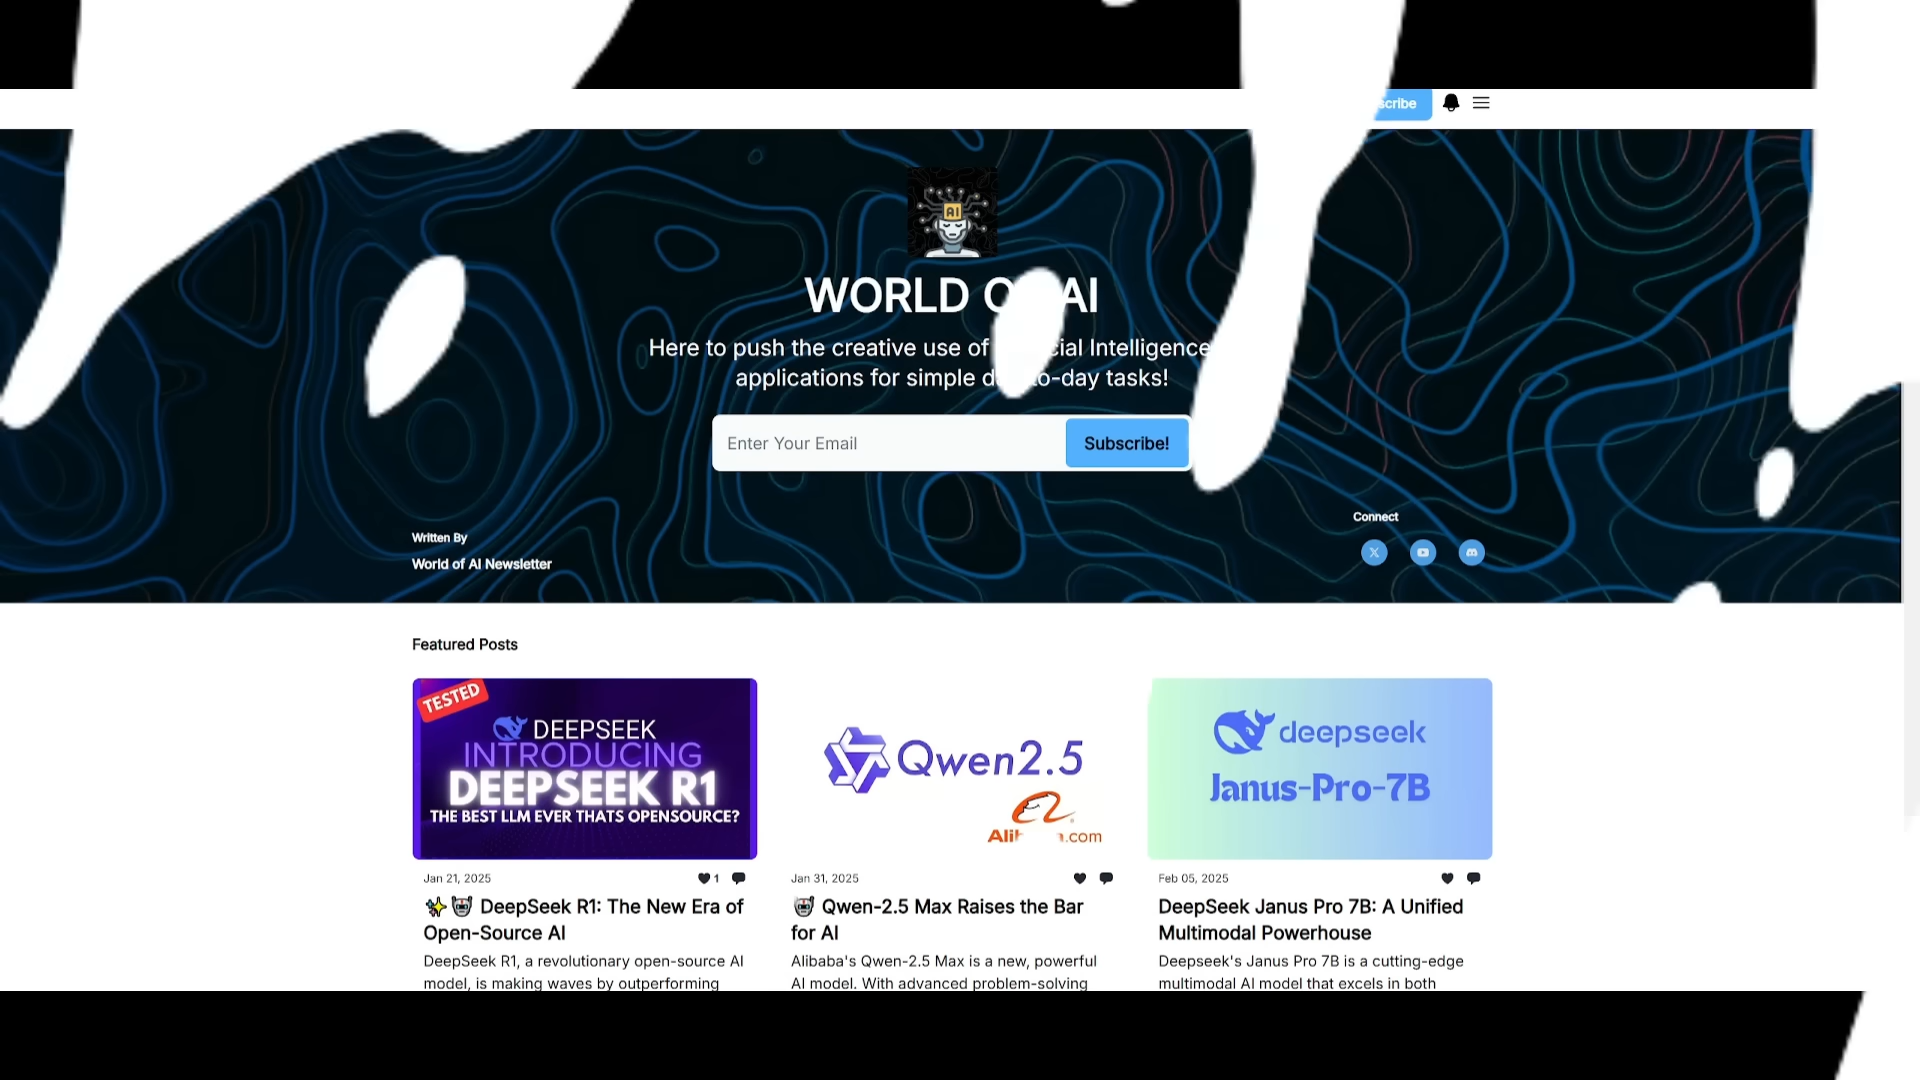 scribe
WORLD O AI
Here to push the creative use of cial Intelligence
applications for simple d to-day tasks!
Enter Your Email
Subscribe!
Connect
Written By
World of AI Newsletter
Featured Posts
TESTED
DEEPSEEK
INTRODUCING
DEEPSEEK R1
THE BEST LLM EVER THATS OPENSOURCE?
Qwen2.5
Ali .com
deepseek
Janus-Pro-7B
Jan 21, 2025
1
DeepSeek R1: The New Era of
Open-Source AI
DeepSeek R1, a revolutionary open-source AI
model, is making waves by outperforming
Jan 31, 2025
Qwen-2.5 Max Raises the Bar
for AI
Alibaba's Qwen-2.5 Max is a new, powerful
AI model. With advanced problem-solving
Feb 05, 2025
DeepSeek Janus Pro 7B: A Unified
Multimodal Powerhouse
Deepseek's Janus Pro 7B is a cutting-edge
multimodal AI model that excels in both